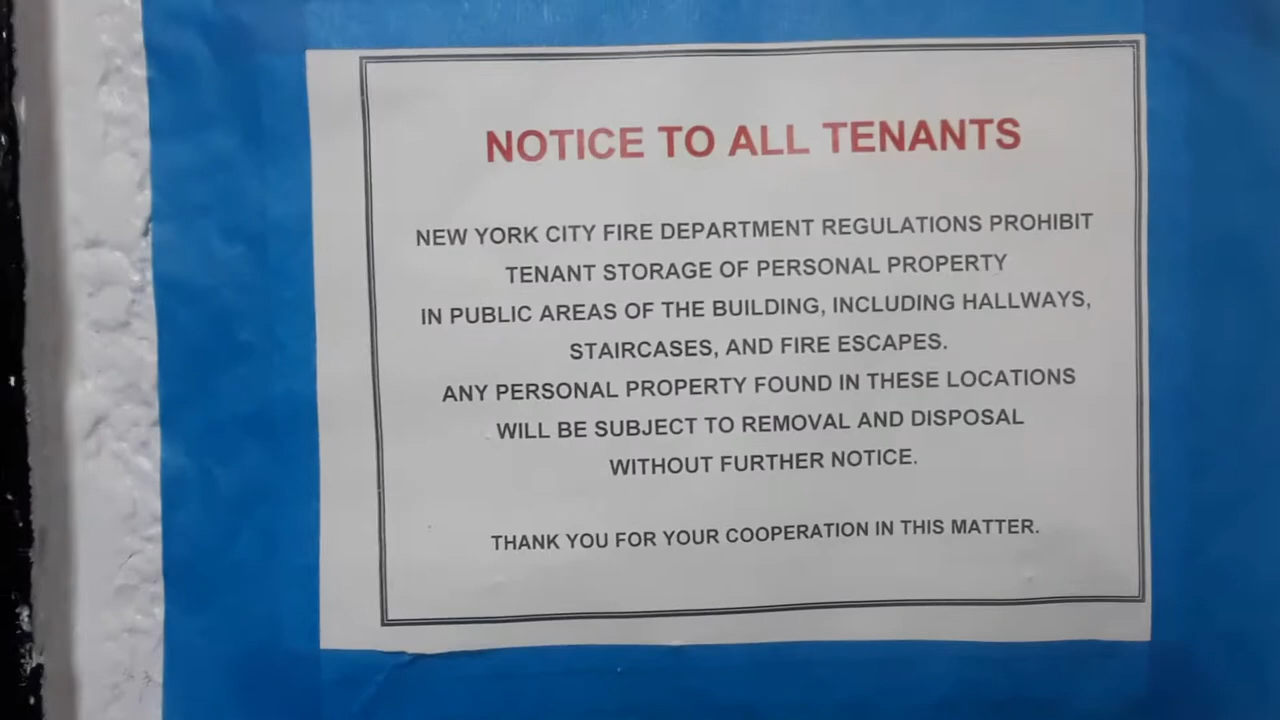 NOTICE TO ALL TENANTS
NEW YORK CITY FIRE DEPARTMENT REGULATIONS PROHIBIT
TENANT STORAGE OF PERSONAL PROPERTY
IN PUBLIC AREAS OF THE BUILDING, INCLUDING HALLWAYS,
STAIRCASES, AND FIRE ESCAPES.
ANY PERSONAL PROPERTY FOUND IN THESE LOCATIONS
WILL BE SUBJECT TO REMOVAL AND DISPOSAL
WITHOUT FURTHER NOTICE.
THANK YOU FOR YOUR COOPERATION IN THIS MATTER.